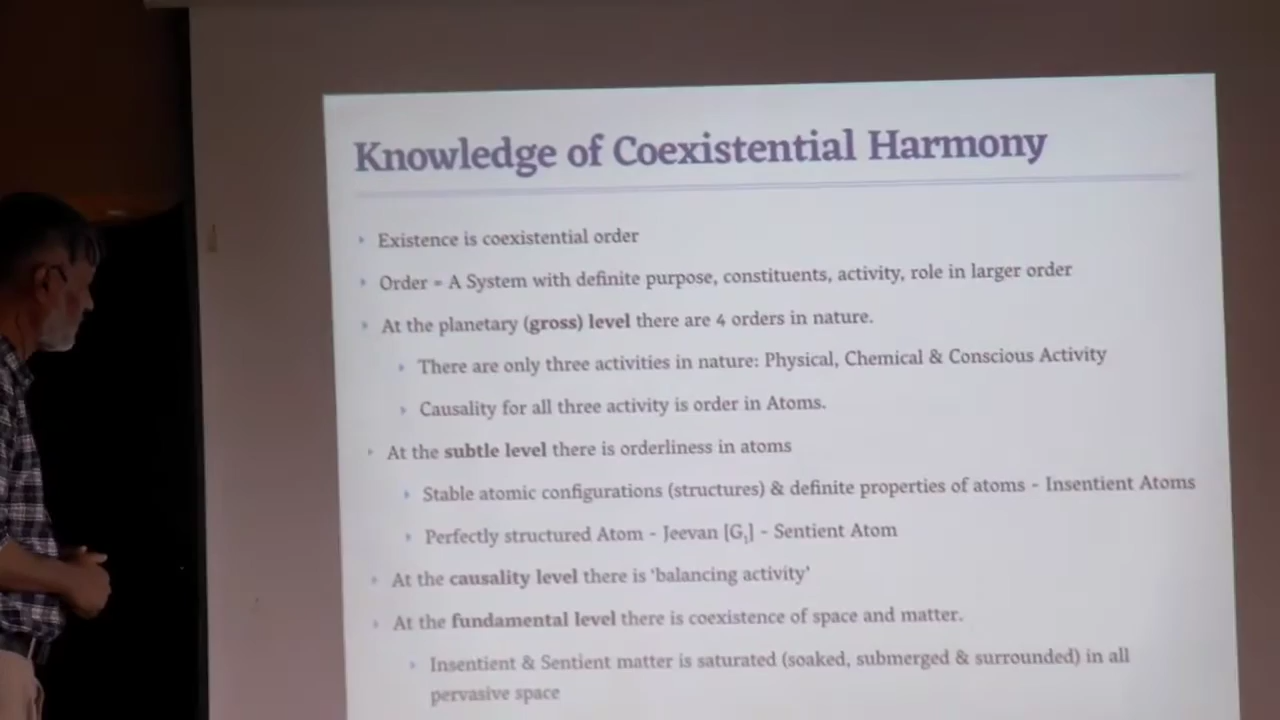 Knowledge of Coexistential Harmony
Existence is coexistential order
Order = A System with definite purpose, constituents, activity, role in larger order
At the planetary (gross) level there are 4 orders in nature.
There are only three activities in nature: Physical, Chemical & Conscious Activity
Causality for all three activity is order in Atoms.
At the subtle level there is orderliness in atoms
Stable atomic configurations (structures) & definite properties of atoms - Insentient Atoms
Perfectly structured Atom - Jeevan [G₁] - Sentient Atom
At the causality level there is 'balancing activity'
At the fundamental level there is coexistence of space and matter.
Insentient & Sentient matter is saturated (soaked, submerged & surrounded) in all
pervasive space